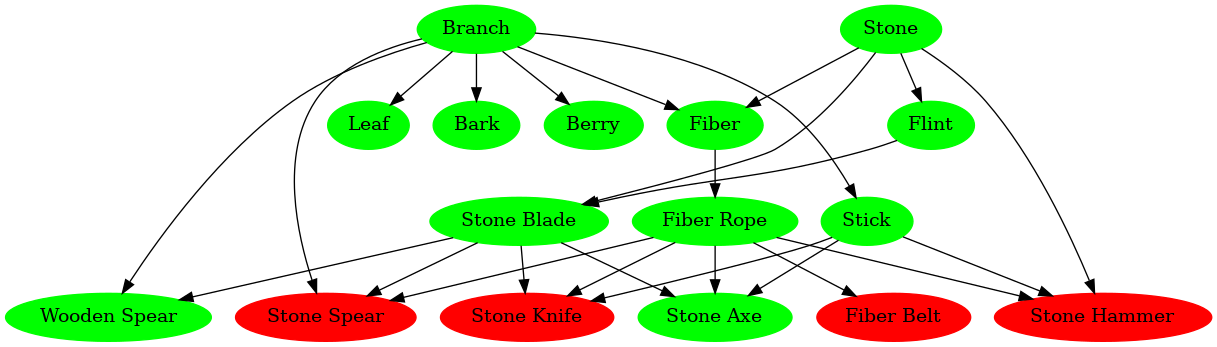 Branch
Stone
Leaf
Bark
Berry
Fiber
Flint
Stone Blade
Fiber Rope
Stick
Wooden Spear
Stone Spear
Stone Knife
Stone Axe
Fiber Belt
Stone Hammer